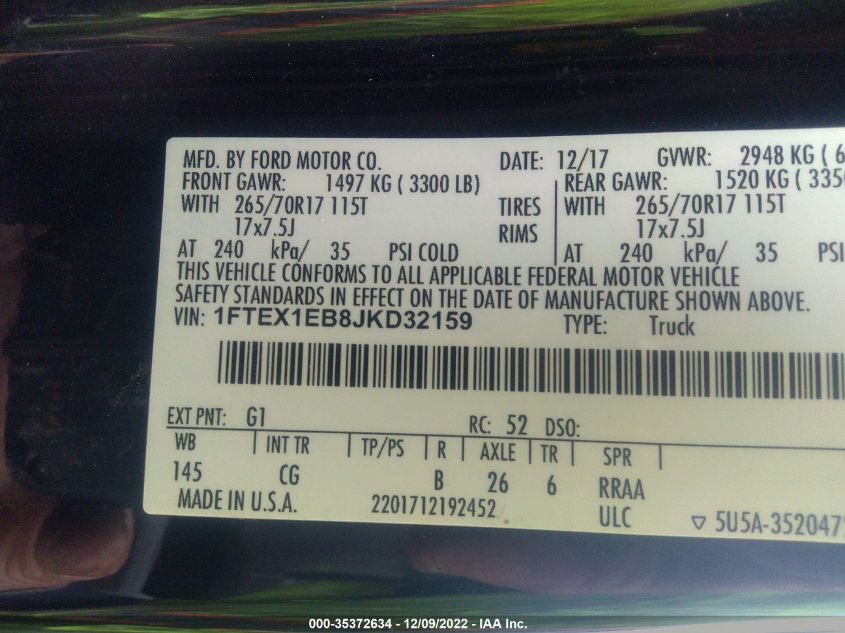 MFD. BY FORD MOTOR CO. DATE: 12/17 GVWR: 2948 KG ( 6
FRONT GAWR: 1497 KG ( 3300 LB) REAR GAWR: 1520 KG ( 3350
WITH 265/70R17 115T TIRES WITH 265/70R17 115T
17x7.5J RIMS 17x7.5J
AT 240 kPa/ 35 PSI COLD AT 240 kPa/ 35 PSI
THIS VEHICLE CONFORMS TO ALL APPLICABLE FEDERAL MOTOR VEHICLE
SAFETY STANDARDS IN EFFECT ON THE DATE OF MANUFACTURE SHOWN ABOVE.
VIN: 1FTEX1EB8JKD32159 TYPE: Truck
EXT PNT: G1 RC: 52 DSO:
WB INT TR TP/PS R AXLE TR SPR
145 CG B 26 6 RRAA
MADE IN U.S.A. 2201712192452 ULC ▽ 5U5A-3520472
000-35372634 - 12/09/2022 - IAA Inc.